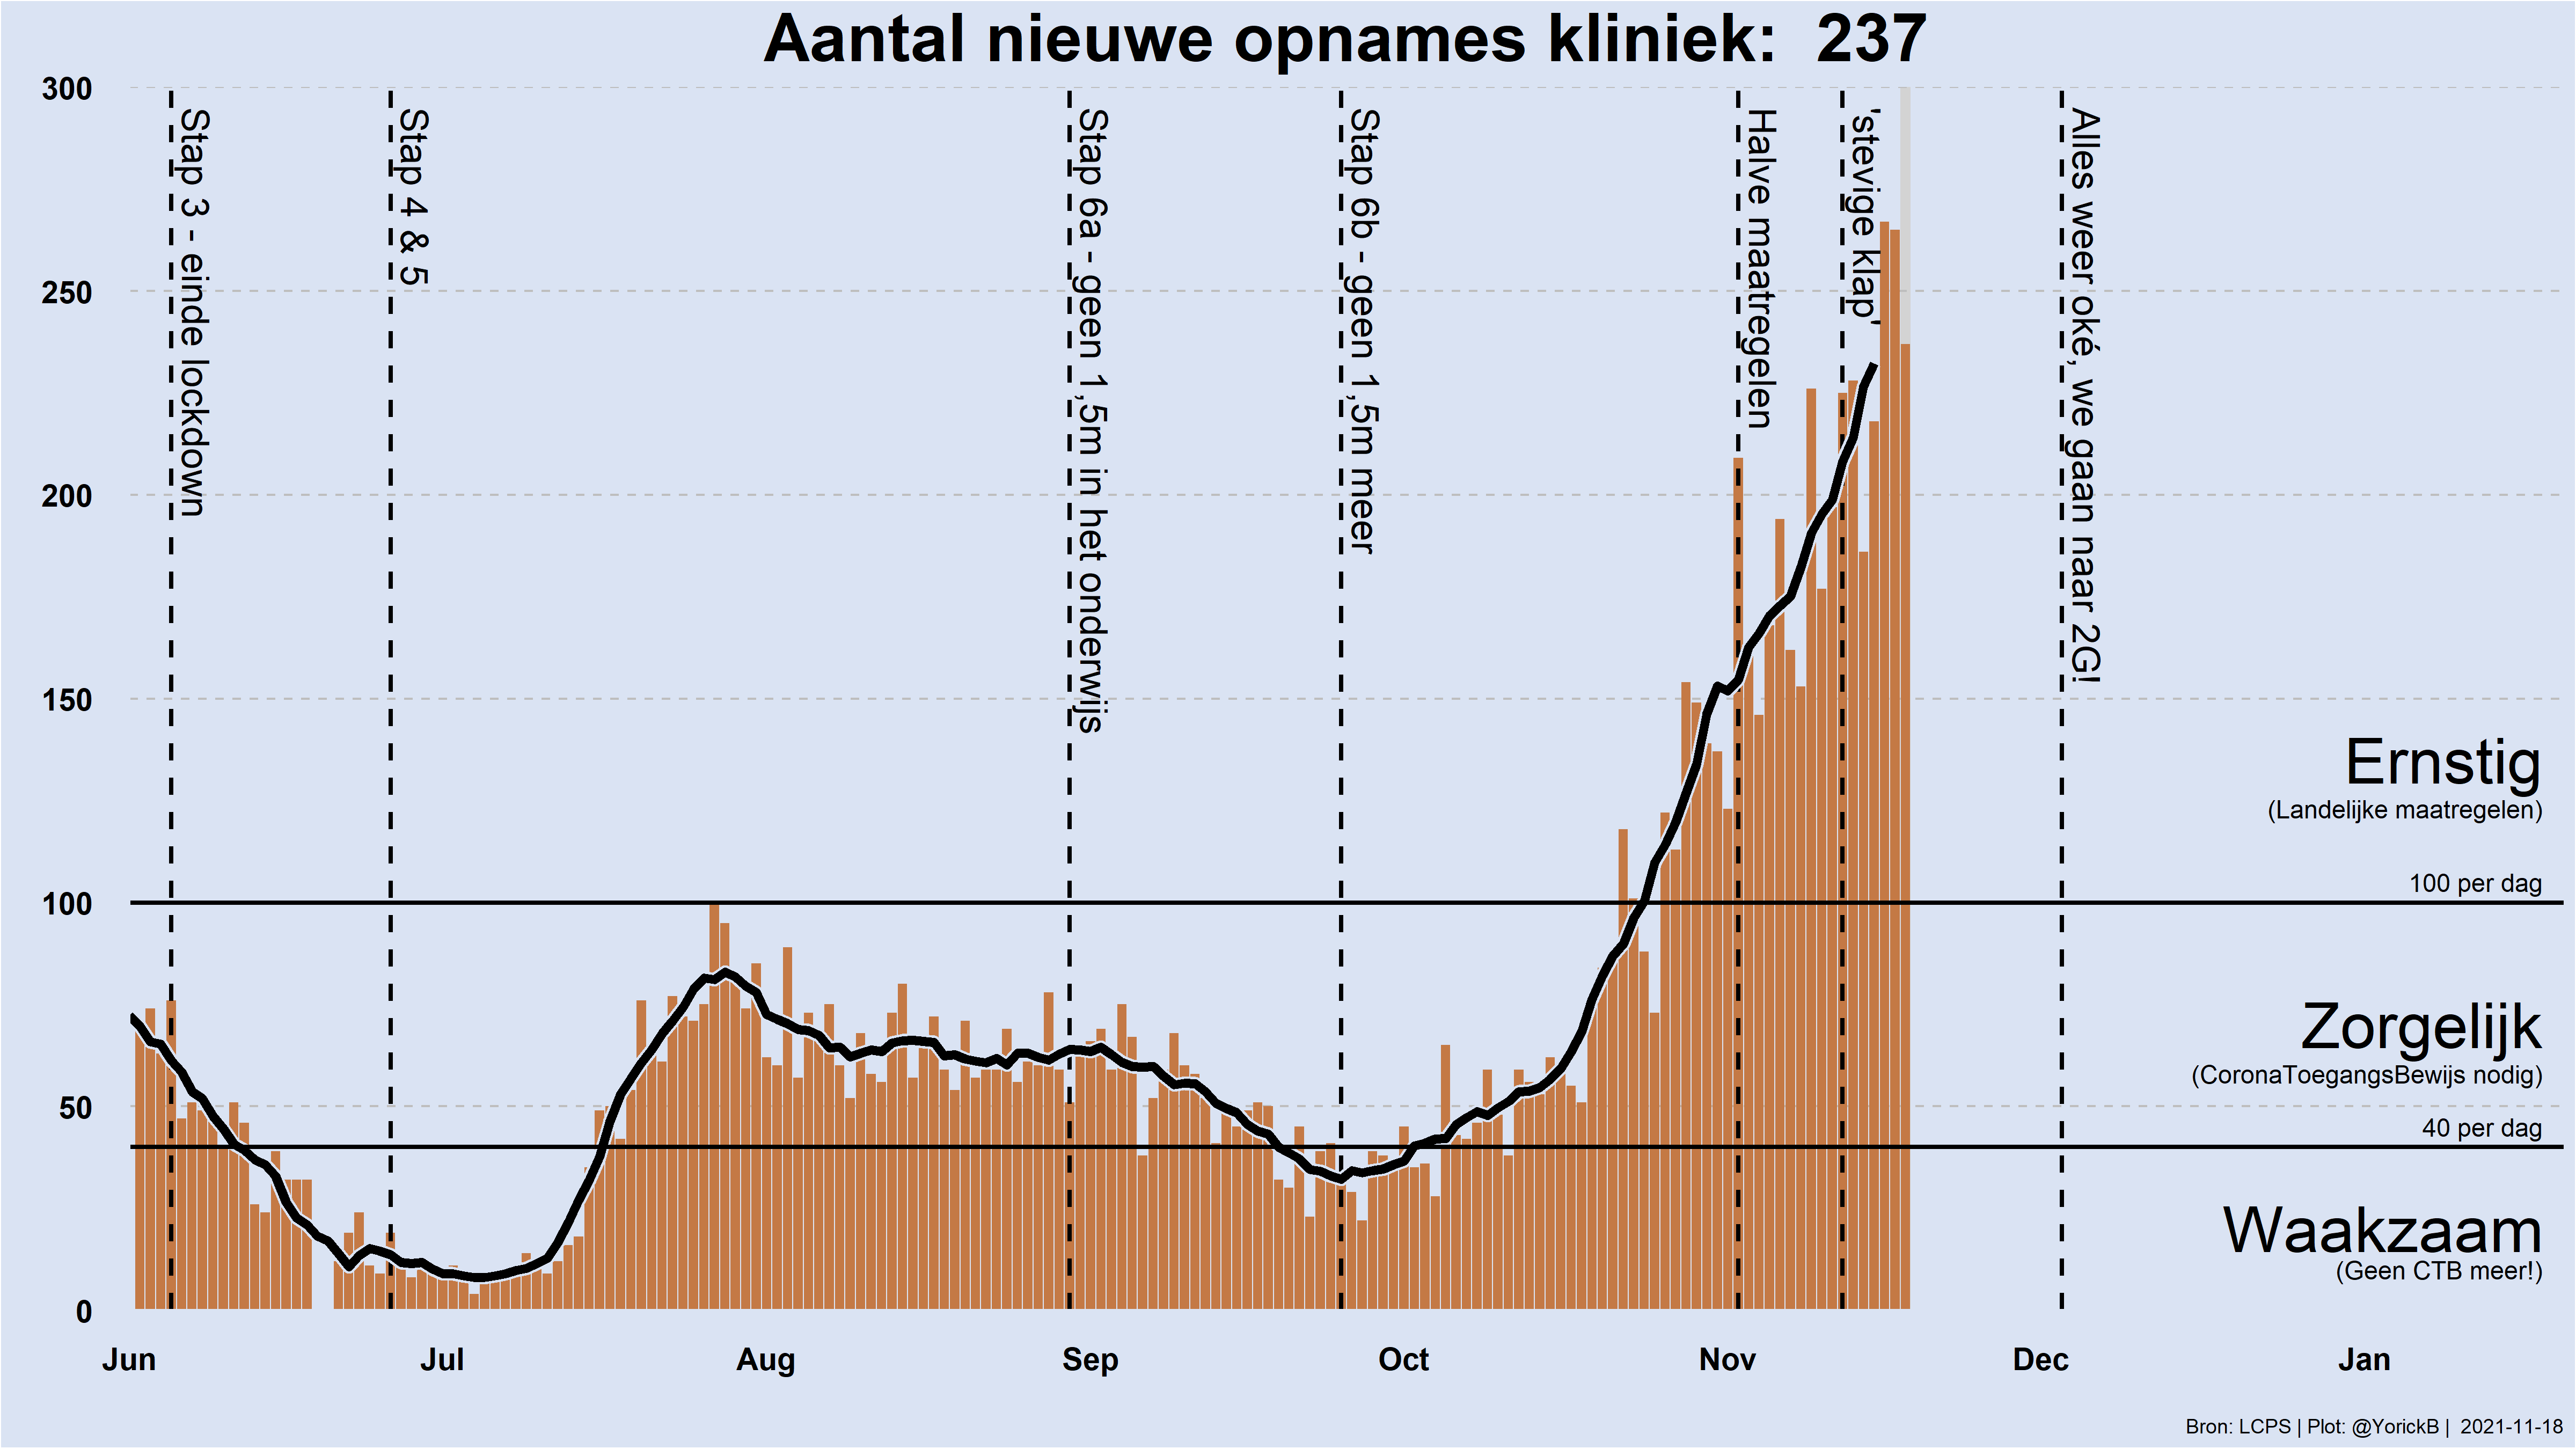 Aantal nieuwe opnames kliniek: 237
300
250
200
150
100
50
0
Stap 3 - einde lockdown
Stap 4 & 5
Stap 6a - geen 1,5m in het onderwijs
Stap 6b - geen 1,5m meer
Halve maatregelen
'stevige klap'
Alles weer oké, we gaan naar 2G!
Ernstig
(Landelijke maatregelen)
100 per dag
Zorgelijk
(CoronaToegangsBewijs nodig)
40 per dag
Waakzaam
(Geen CTB meer!)
Jun Jul Aug Sep Oct Nov Dec Jan
Bron: LCPS | Plot: @YorickB | 2021-11-18